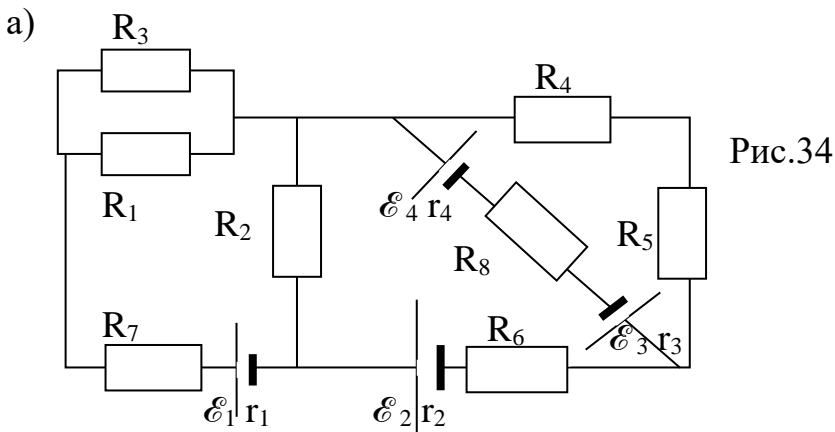 а)
R₃
R₄
Рис.34
R₁
R₂
ℰ₄ r₄
R₈
R₅
R₇
R₆
ℰ₃ r₃
ℰ₁ r₁
ℰ₂ r₂